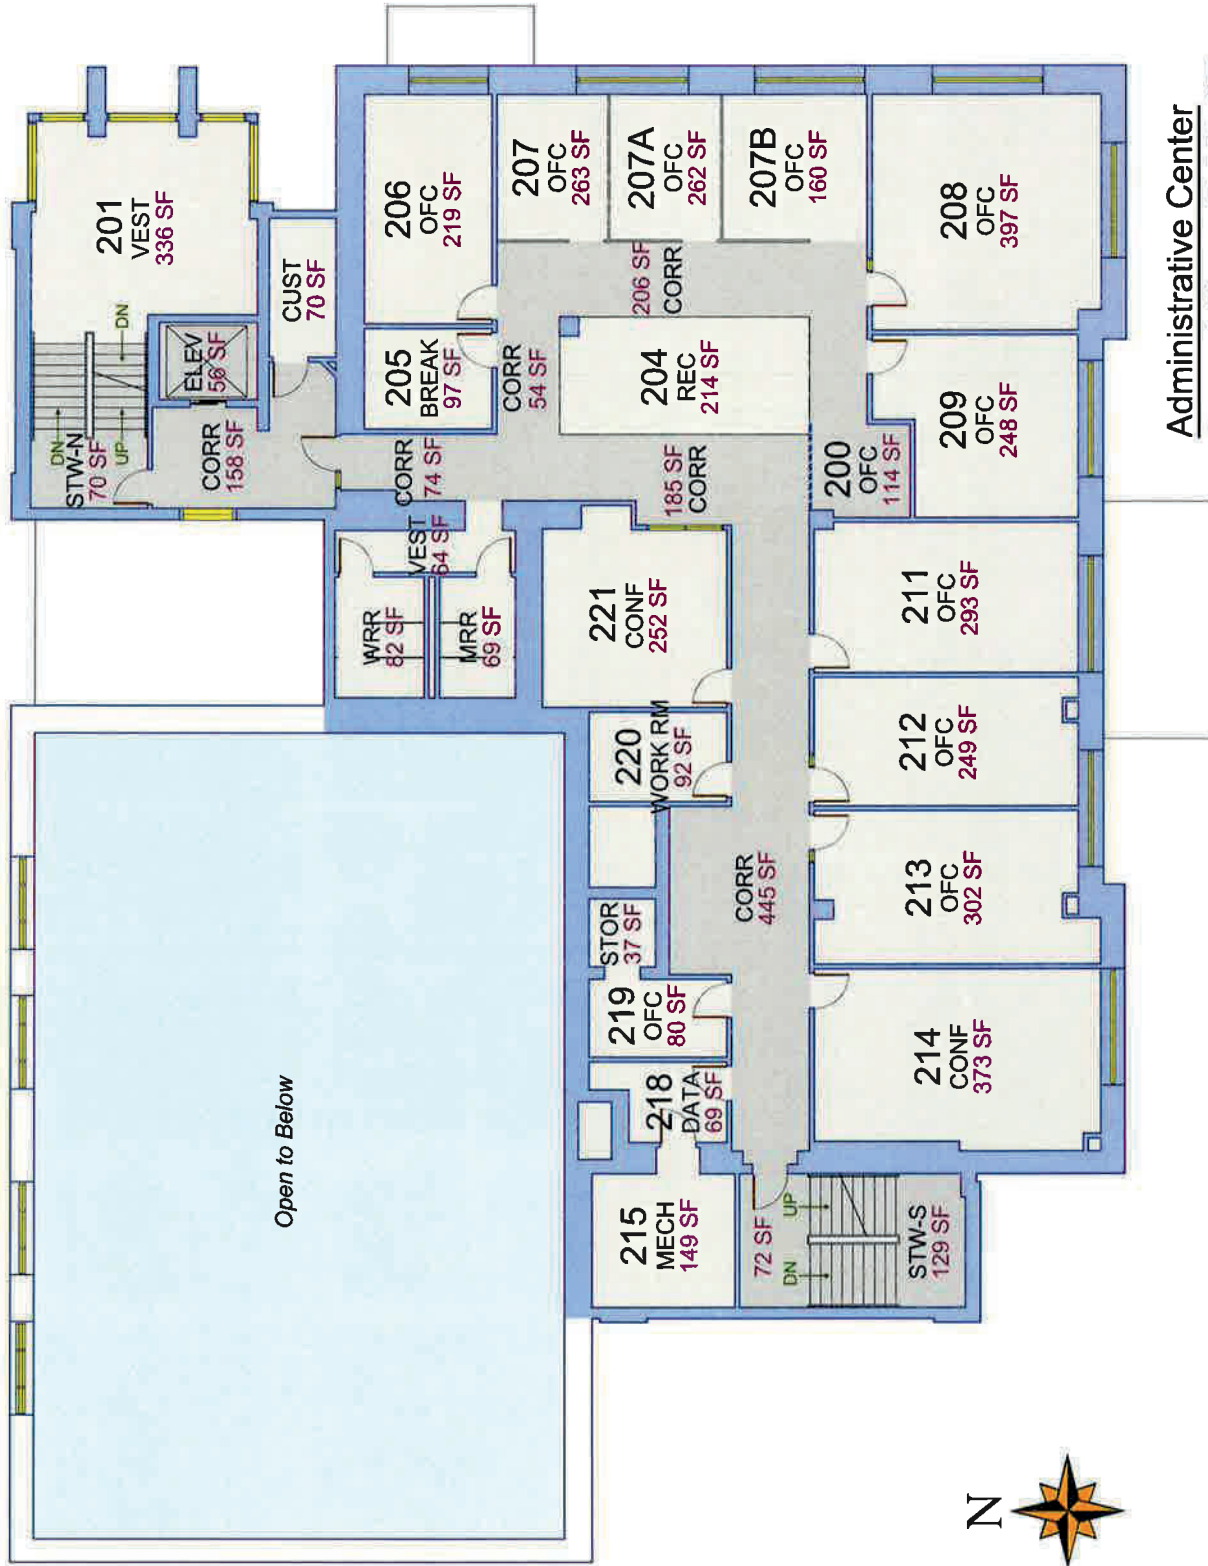 201
VEST
336 SF
DN
DN
UP
STW-N
70 SF
ELEV
56 SF
CUST
70 SF
CORR
158 SF
206
OFC
219 SF
205
BREAK
97 SF
207
OFC
263 SF
207A
OFC
262 SF
207B
OFC
160 SF
208
OFC
397 SF
206 SF
CORR
CORR
54 SF
204
REC
214 SF
CORR
74 SF
185 SF
CORR
200
OFC
114 SF
209
OFC
248 SF
VEST
64 SF
WRR
82 SF
MRR
69 SF
221
CONF
252 SF
211
OFC
293 SF
220
WORK RM
92 SF
212
OFC
249 SF
CORR
445 SF
213
OFC
302 SF
STOR
37 SF
219
OFC
80 SF
214
CONF
373 SF
218
DATA
69 SF
215
MECH
149 SF
72 SF
UP
DN
STW-S
129 SF
Open to Below
N
Administrative Center